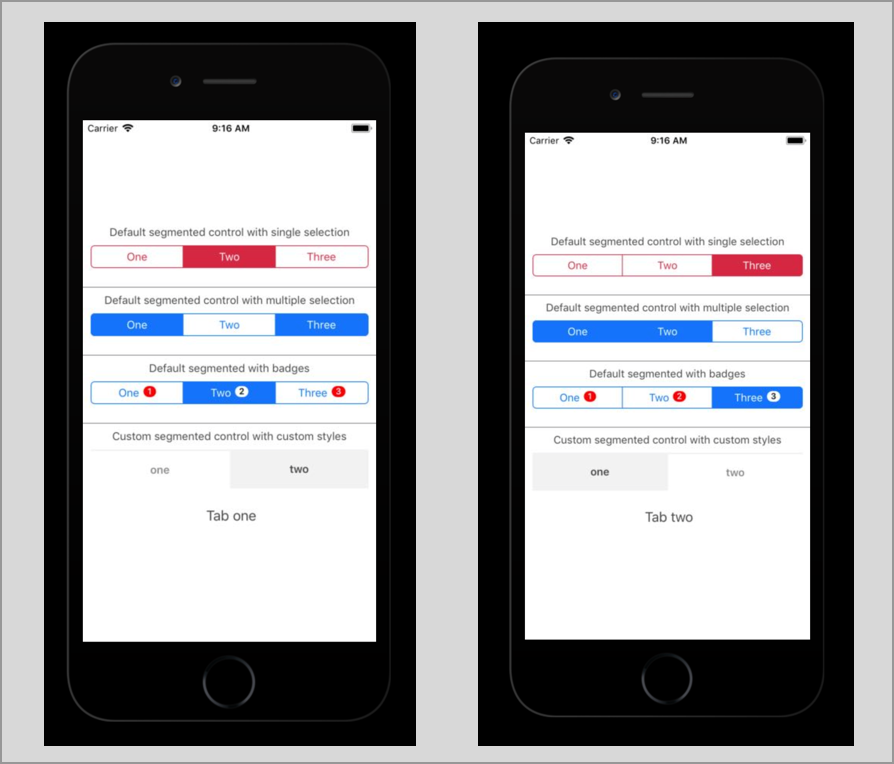 Carrier 9:16 AM
Default segmented control with single selection
One Two Three
Default segmented control with multiple selection
One Two Three
Default segmented with badges
One 1 Two 2 Three 3
Custom segmented control with custom styles
one two
Tab one
Carrier 9:16 AM
Default segmented control with single selection
One Two Three
Default segmented control with multiple selection
One Two Three
Default segmented with badges
One 1 Two 2 Three 3
Custom segmented control with custom styles
one two
Tab two